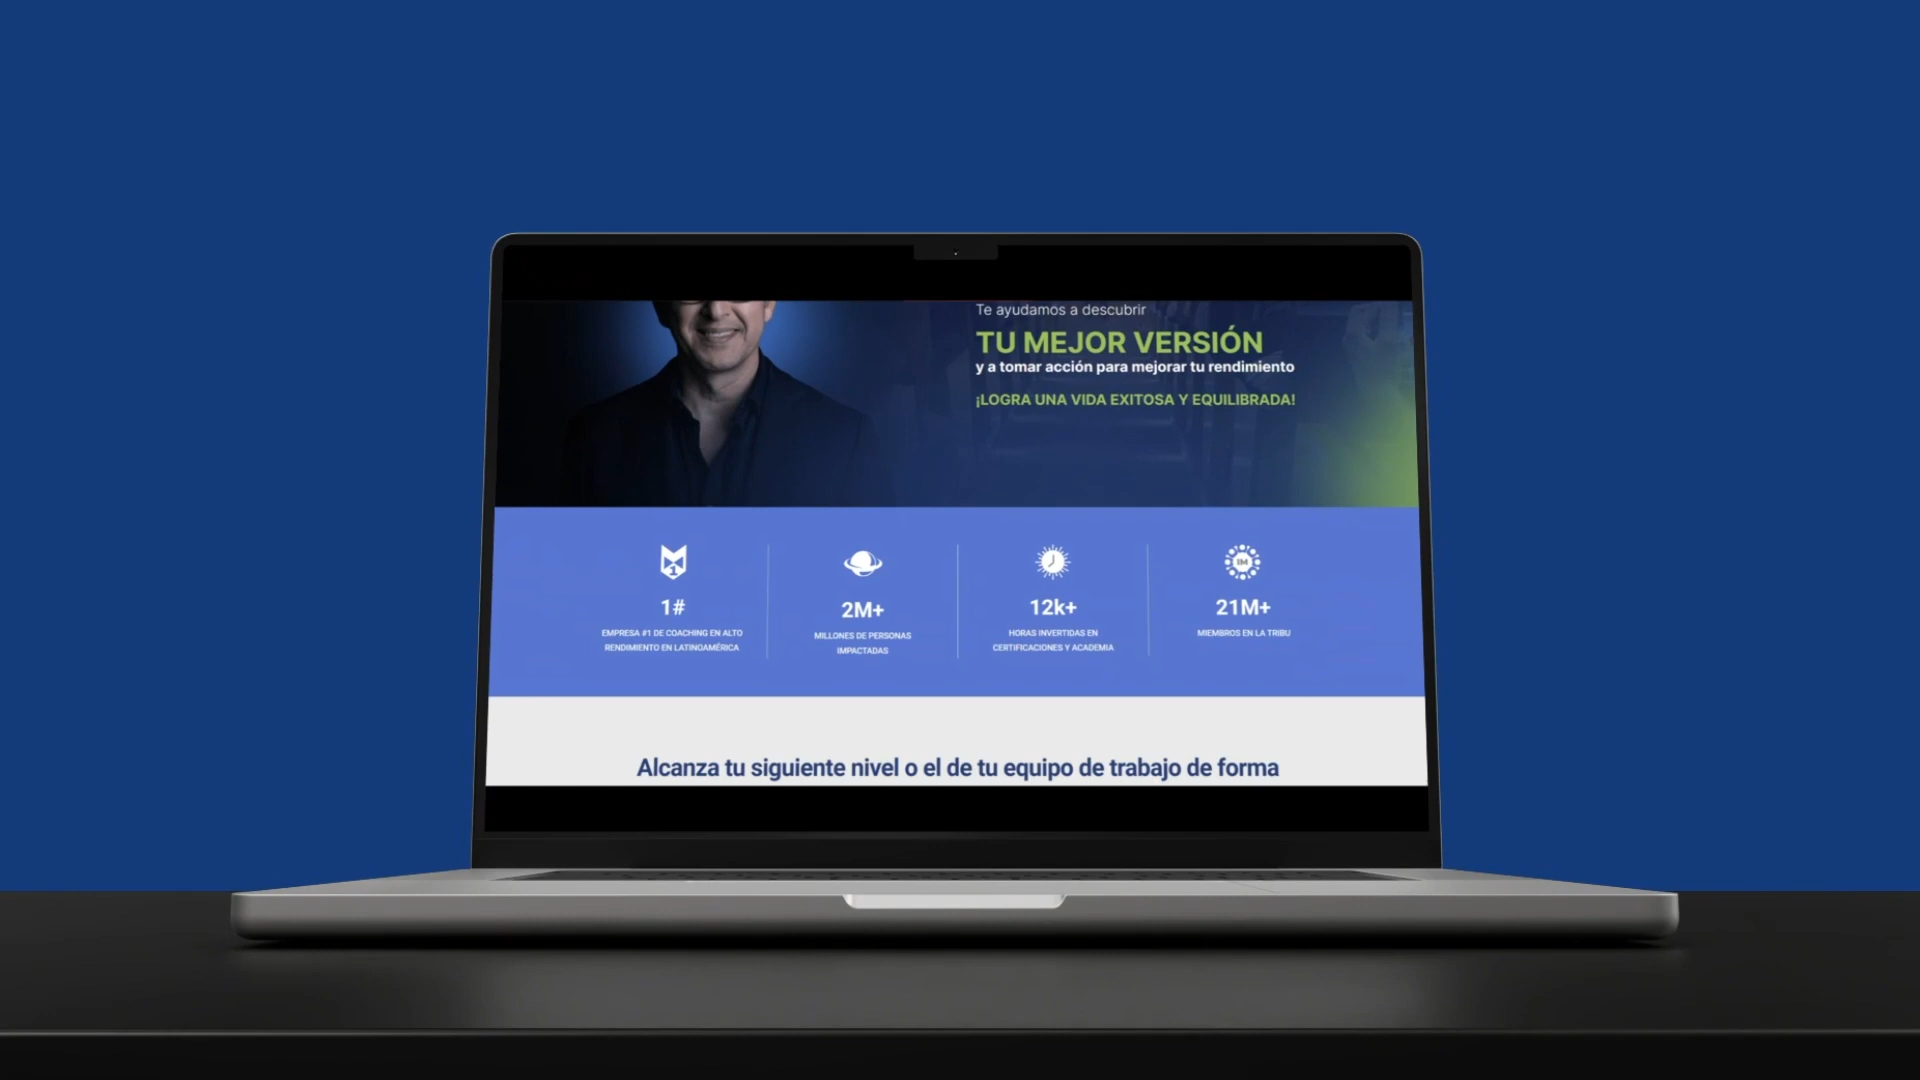 Te ayudamos a descubrir
TU MEJOR VERSIÓN
y a tomar acción para mejorar tu rendimiento
¡LOGRA UNA VIDA EXITOSA Y EQUILIBRADA!
1
1#
EMPRESA #1 DE COACHING EN ALTO
RENDIMIENTO EN LATINOAMÉRICA
2M+
MILLONES DE PERSONAS
IMPACTADAS
12k+
HORAS INVERTIDAS EN
CERTIFICACIONES Y ACADEMIA
IM
21M+
MIEMBROS EN LA TRIBU
Alcanza tu siguiente nivel o el de tu equipo de trabajo de forma